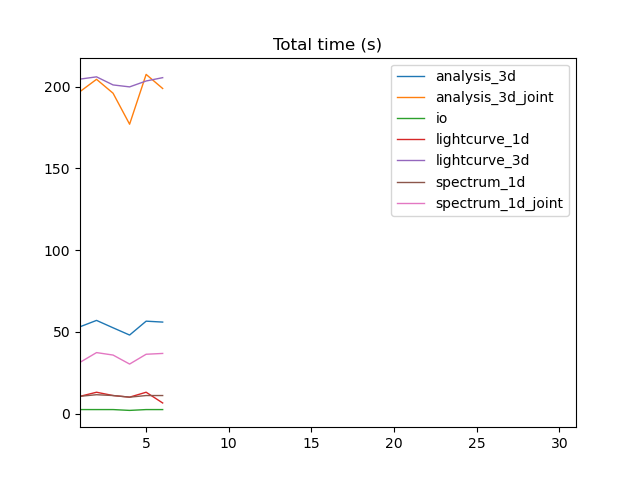 Total time (s)
analysis_3d
analysis_3d_joint
io
lightcurve_1d
lightcurve_3d
spectrum_1d
spectrum_1d_joint
200
150
100
50
0
5 10 15 20 25 30